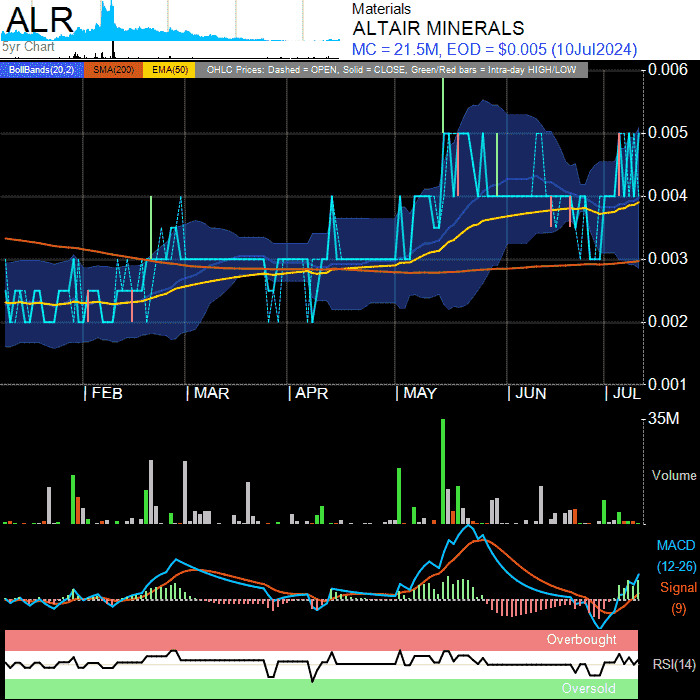 ALR
5yr Chart
Materials
ALTAIR MINERALS
MC = 21.5M, EOD = $0.005 (10Jul2024)
BollBands(20,2) SMA(200) EMA(50) OHLC Prices: Dashed = OPEN, Solid = CLOSE, Green/Red bars = Intra-day HIGH/LOW
0.006
0.005
0.004
0.003
0.002
0.001
FEB MAR APR MAY JUN JUL
35M
Volume
MACD
(12-26)
Signal
(9)
Overbought
RSI(14)
Oversold